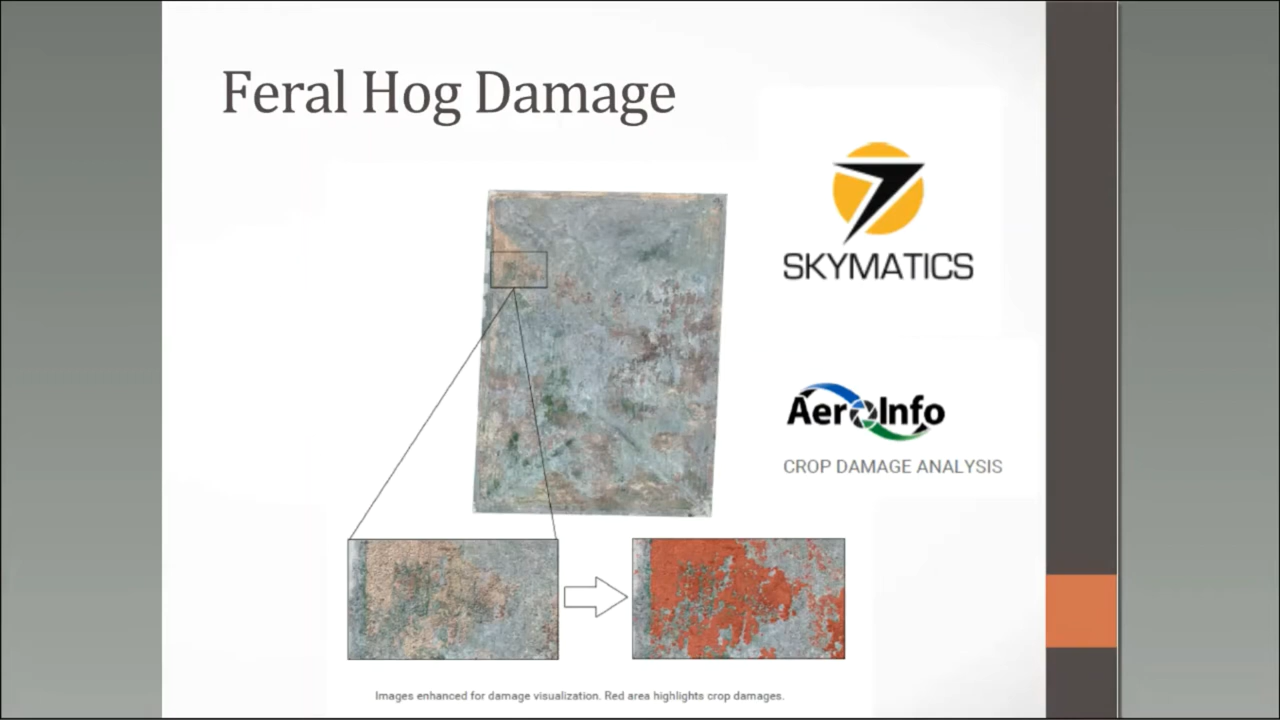 Feral Hog Damage
SKYMATICS
AeroInfo
CROP DAMAGE ANALYSIS
Images enhanced for damage visualization. Red area highlights crop damages.